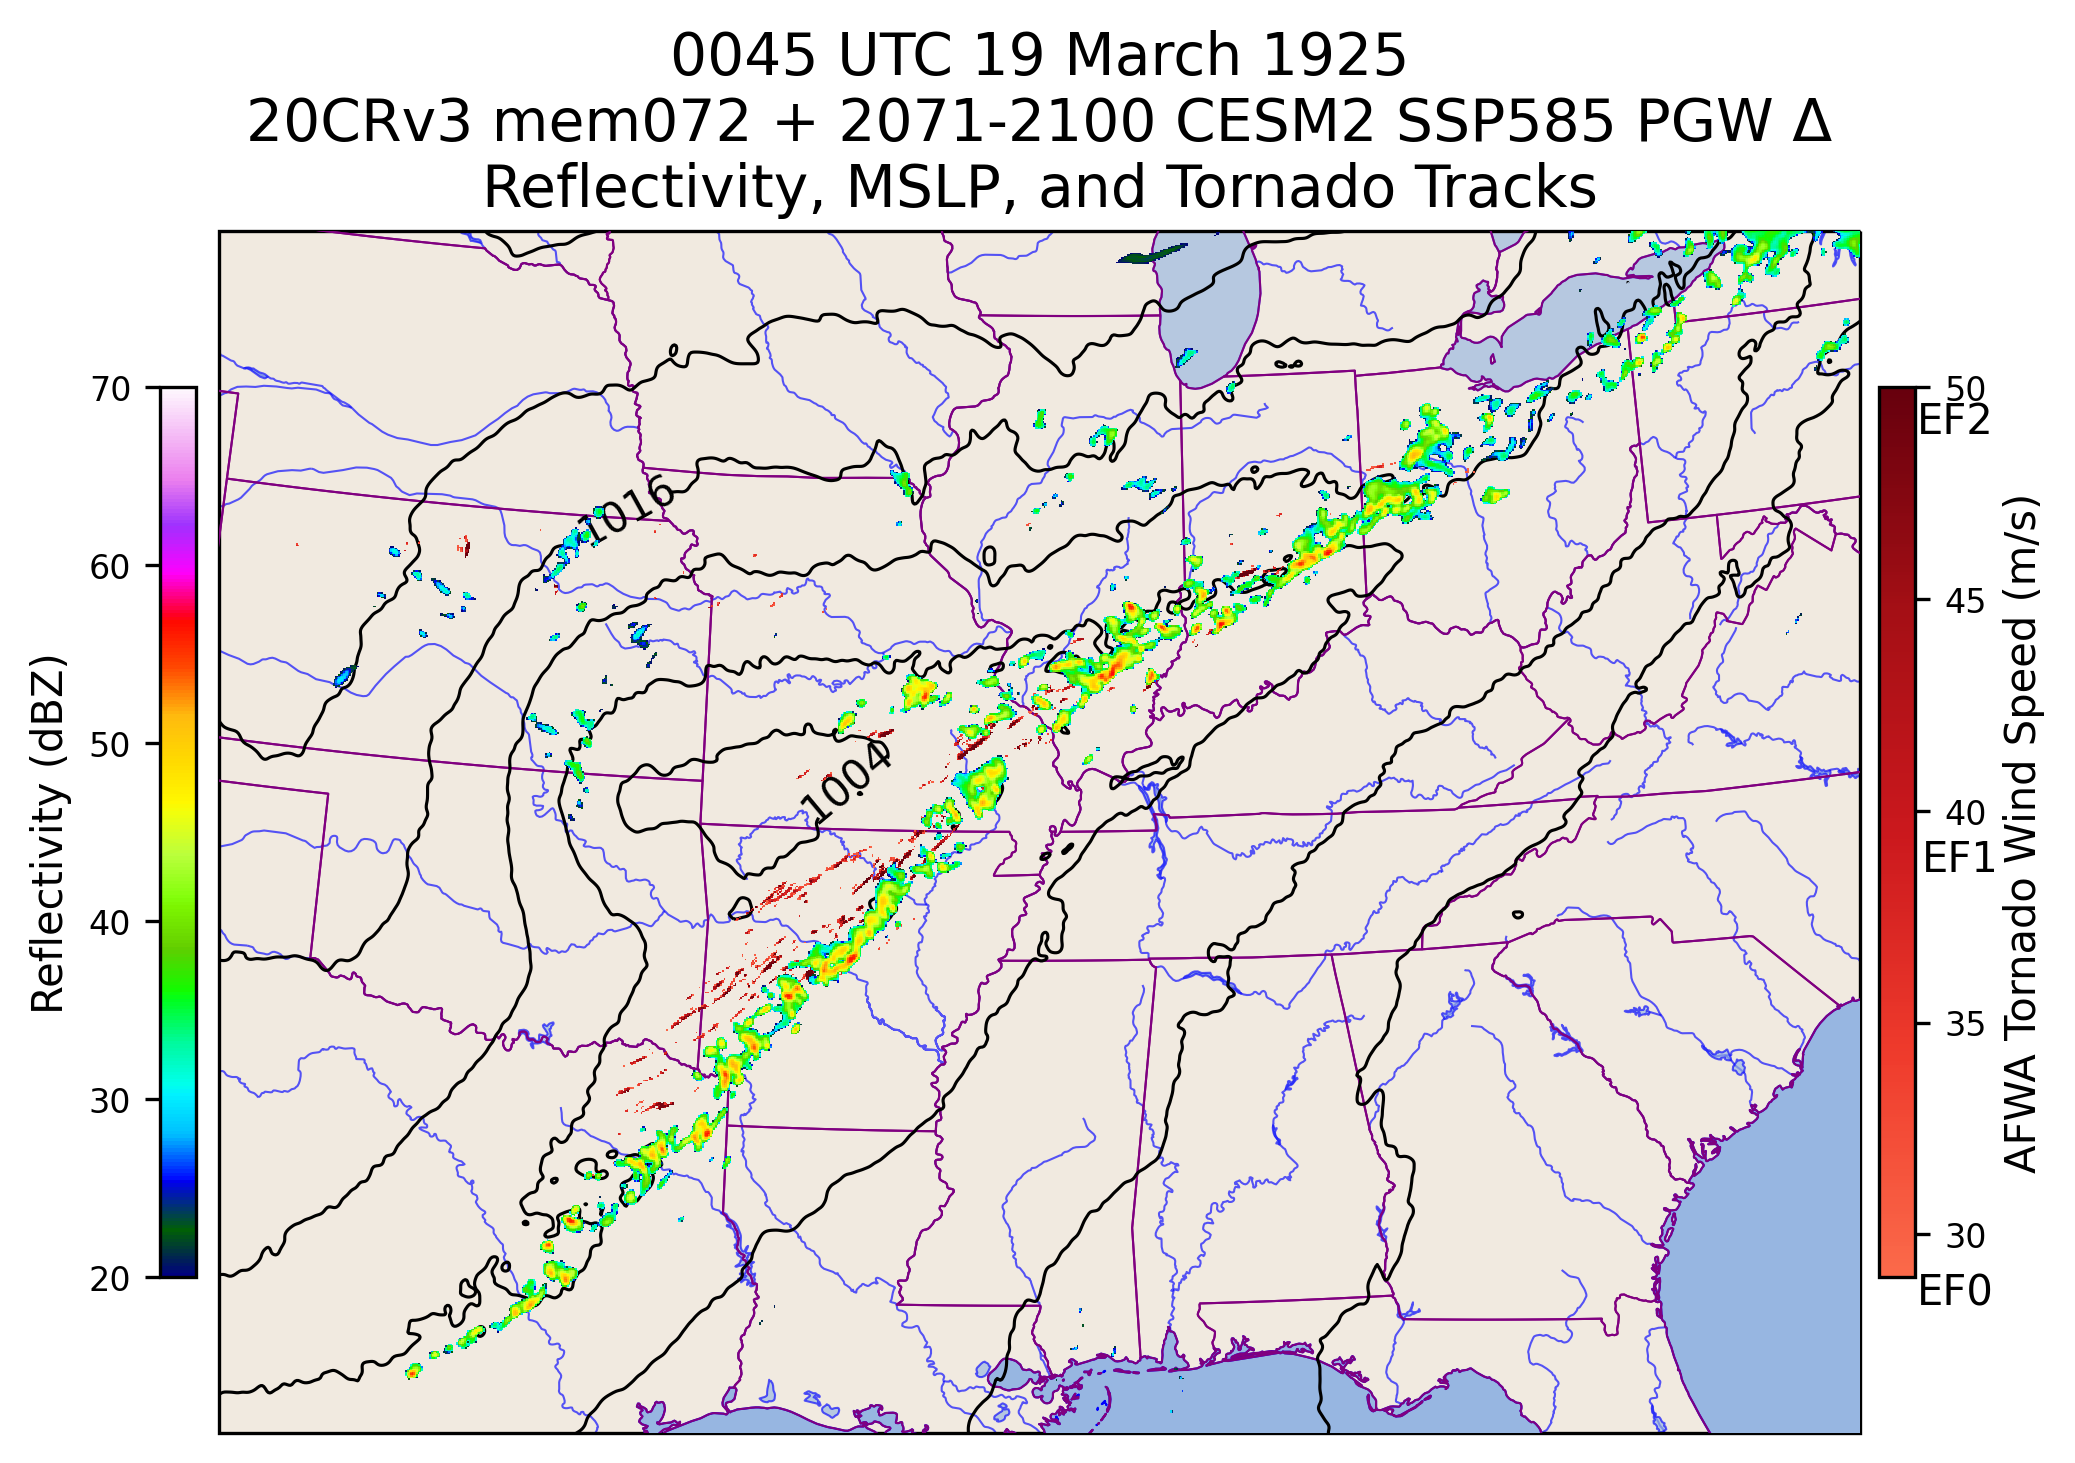 0045 UTC 19 March 1925
20CRv3 mem072 + 2071-2100 CESM2 SSP585 PGW Δ
Reflectivity, MSLP, and Tornado Tracks
Reflectivity (dBZ)
70
60
50
40
30
20
1016
1004
50
EF2
45
40
EF1
35
30
EF0
AFWA Tornado Wind Speed (m/s)